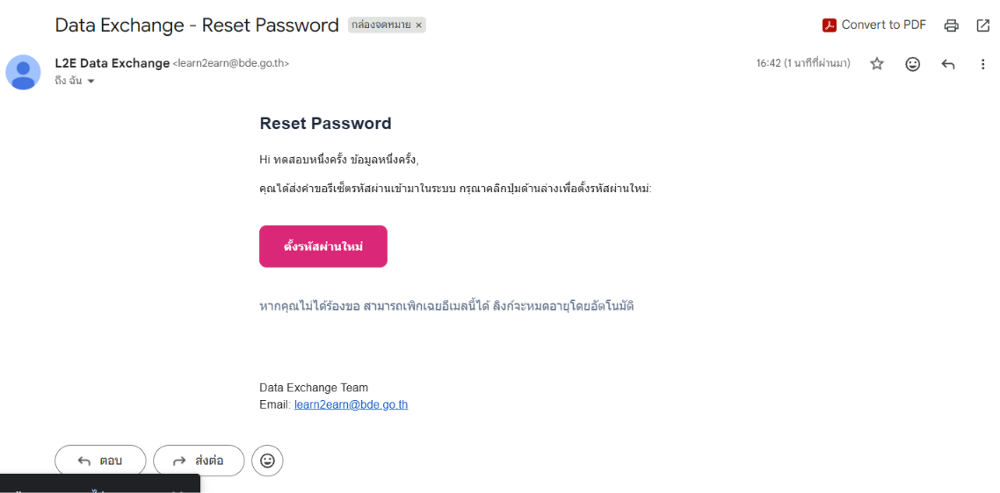 Data Exchange - Reset Password กล่องจดหมาย ×
Convert to PDF
L2E Data Exchange <learn2earn@bde.go.th>
16:42 (1 นาทีที่ผ่านมา)
ถึง ฉัน
Reset Password
Hi ทดสอบหนึ่งครั้ง ข้อมูลหนึ่งครั้ง,
คุณได้ส่งคำขอรีเซ็ตรหัสผ่านเข้ามาในระบบ กรุณาคลิกปุ่มด้านล่างเพื่อตั้งรหัสผ่านใหม่:
ตั้งรหัสผ่านใหม่
หากคุณไม่ได้ร้องขอ สามารถเพิกเฉยอีเมลนี้ได้ ลิงก์จะหมดอายุโดยอัตโนมัติ
Data Exchange Team
Email: learn2earn@bde.go.th
ตอบ
ส่งต่อ